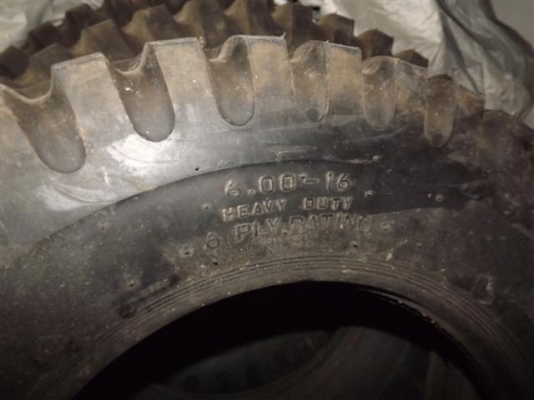 6.00-16
HEAVY DUTY
6 PLY RATING